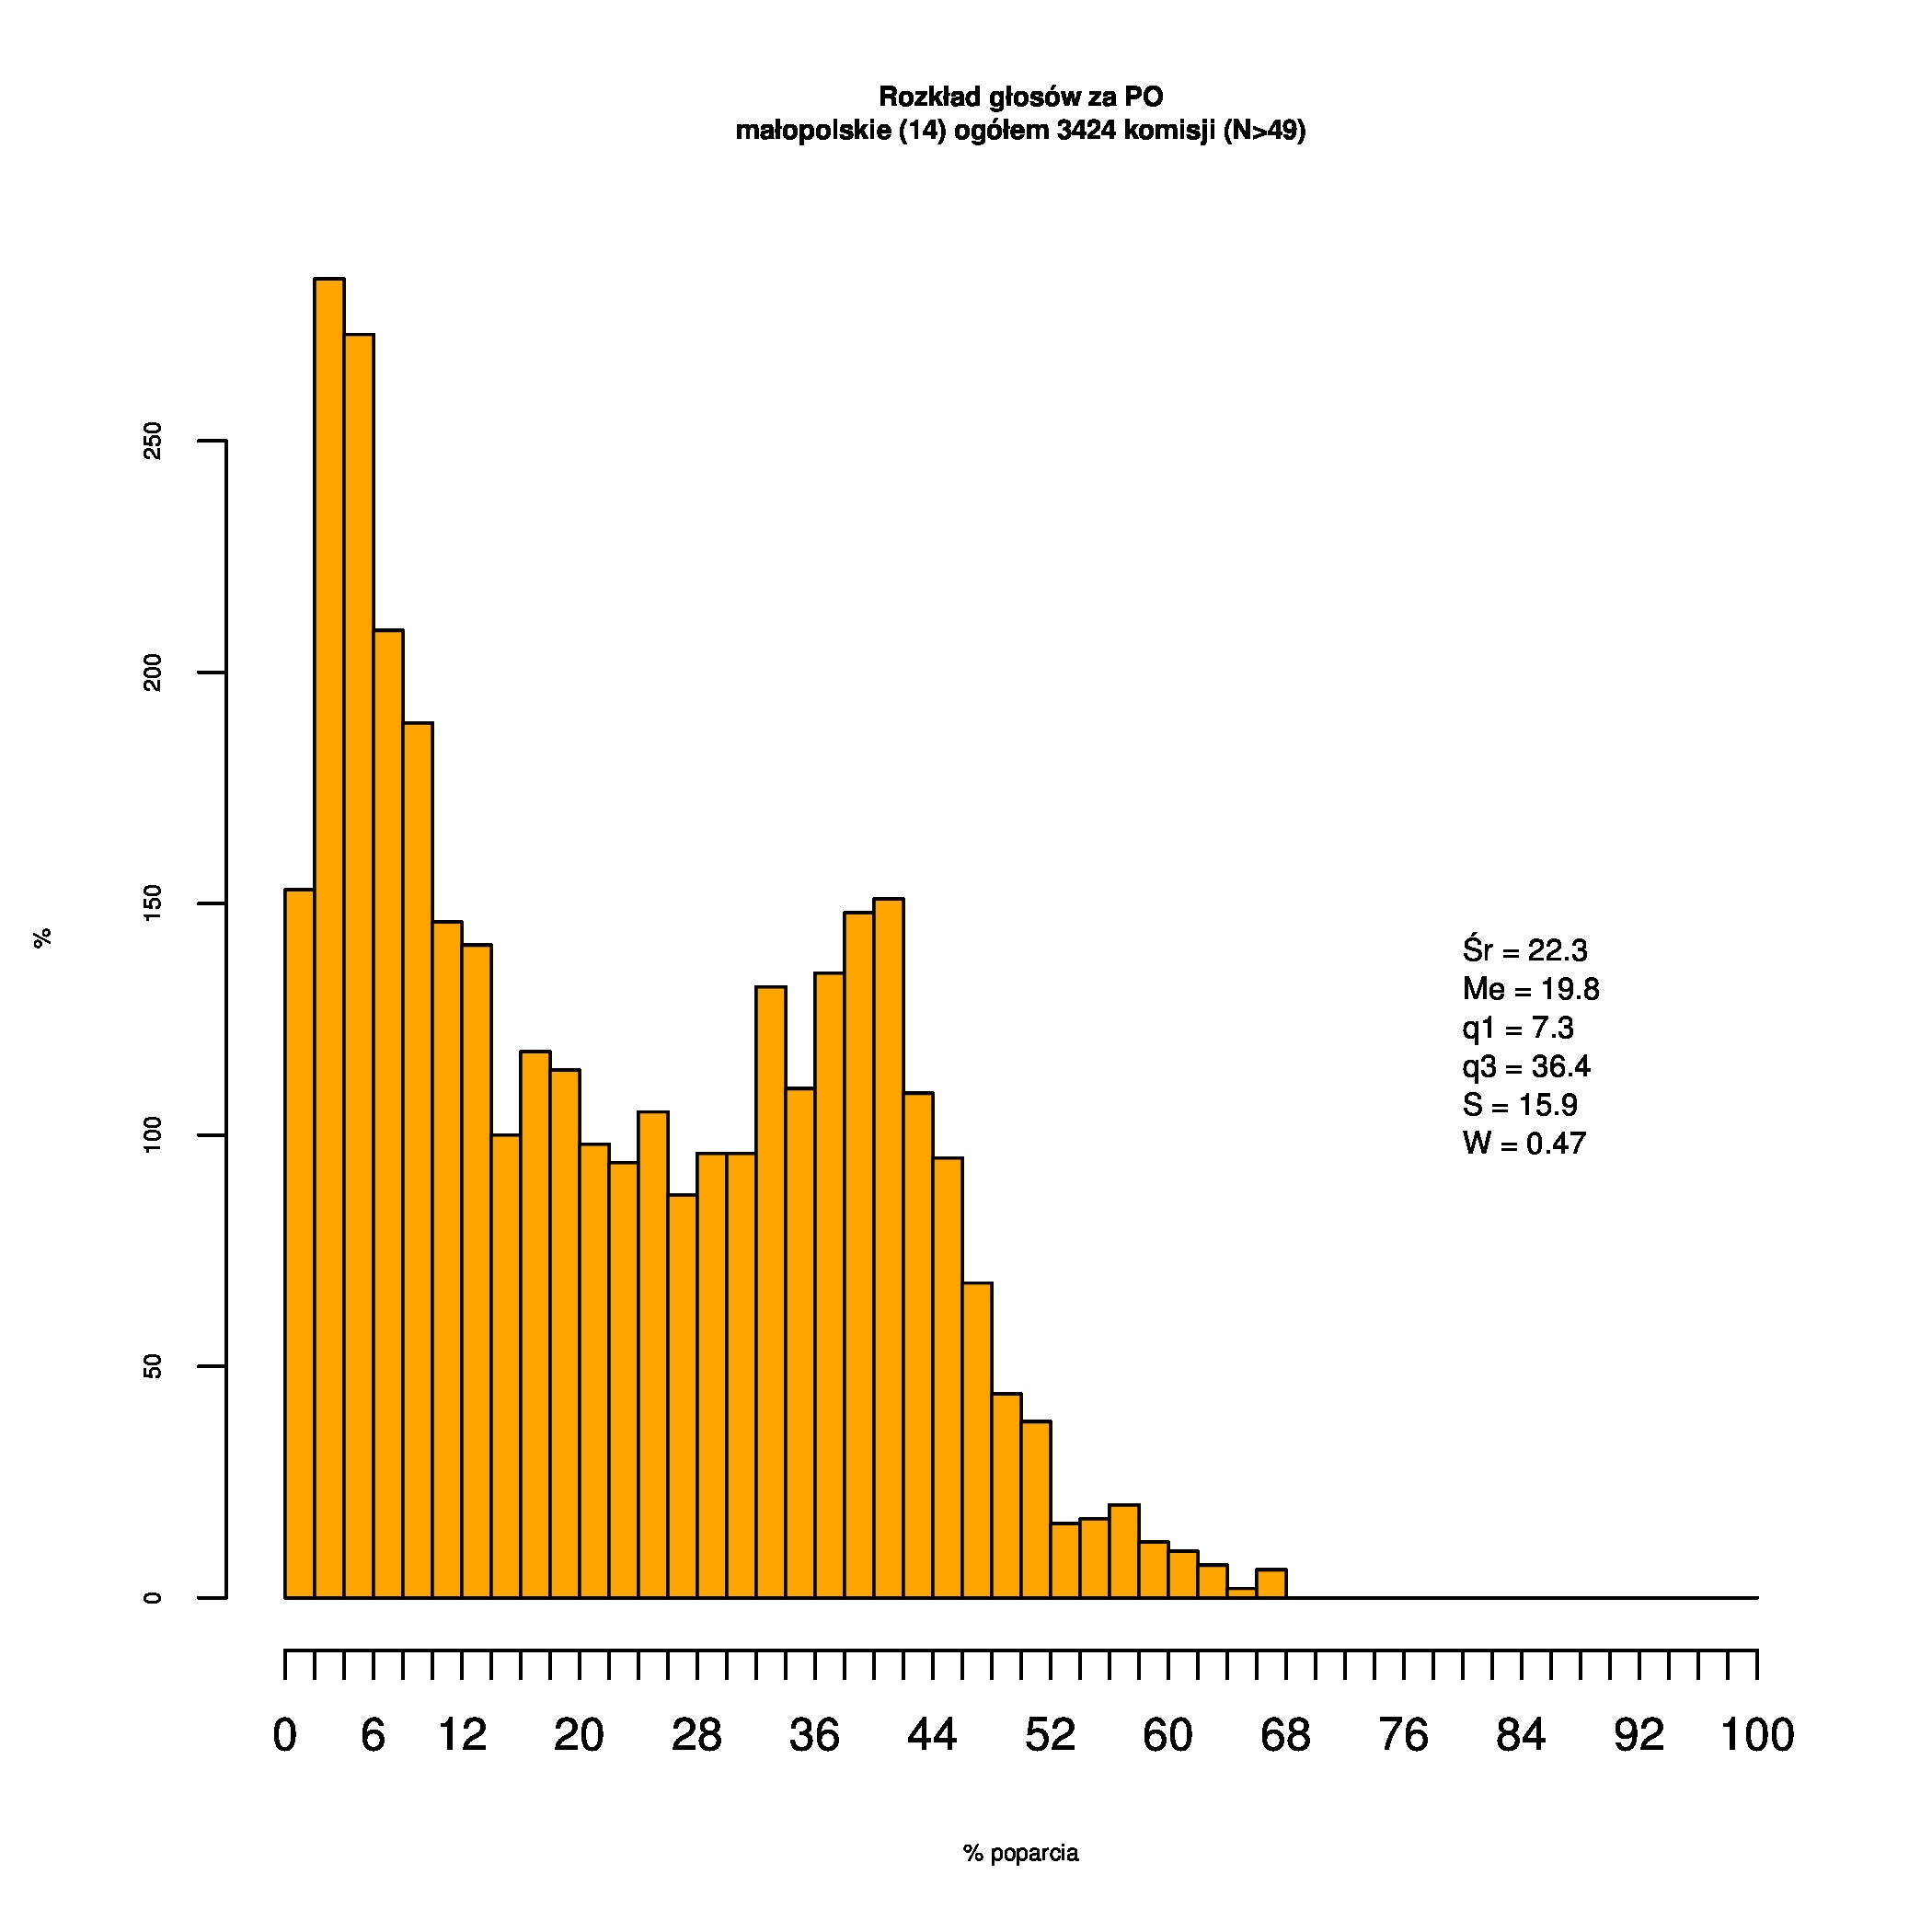 Rozkład głosów za PO
małopolskie (14) ogółem 3424 komisji (N>49)
250
200
150
100
50
0
%
Śr = 22.3
Me = 19.8
q1 = 7.3
q3 = 36.4
S = 15.9
W = 0.47
0 6 12 20 28 36 44 52 60 68 76 84 92 100
% poparcia